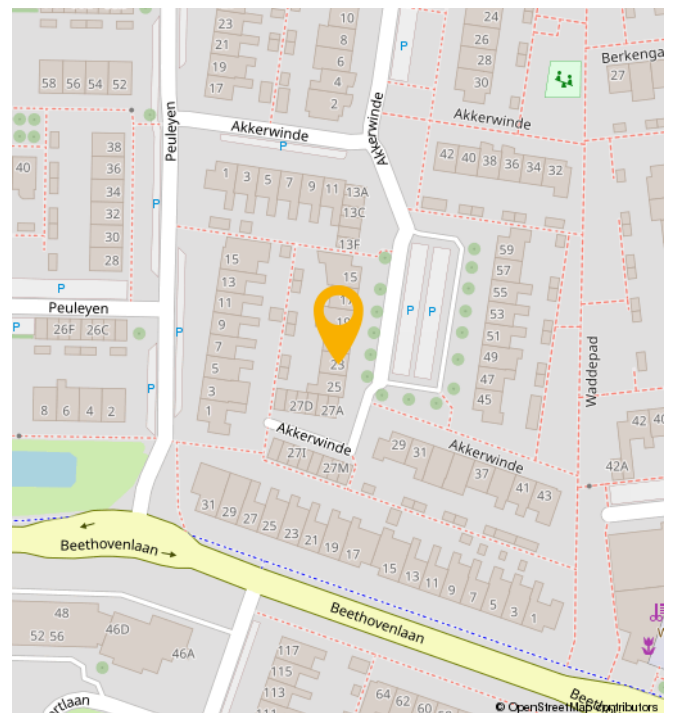 23
21
19
17
10
8
6
4
2
P
24
26
28
30
Berkenga
27
58 56 54 52
Peuleyen
Akkerwinde
P
Akkerwinde
Akkerwinde
38
36
34
32
30
28
40
P
1 3 5 7 9 11 13A
13C
13F
42 40 38 36 34 32
15
13
11
9
7
5
3
1
15
23
25
27D 27A
P P
59
57
55
53
51
49
47
45
Waddepad
P
Peuleyen
P
26F 26C
P
P
8 6 4 2
Akkerwinde
27I
27M
29 31
37
41 43
Akkerwinde
42 40
42A
31 29 27 25 23 21 19 17
15 13 11 9 7 5 3 1
Beethovenlaan
Beethovenlaan
48
52 56
46D
46A
117
115
113
111
64 62 60
ortlaan
© OpenStreetMap contributors